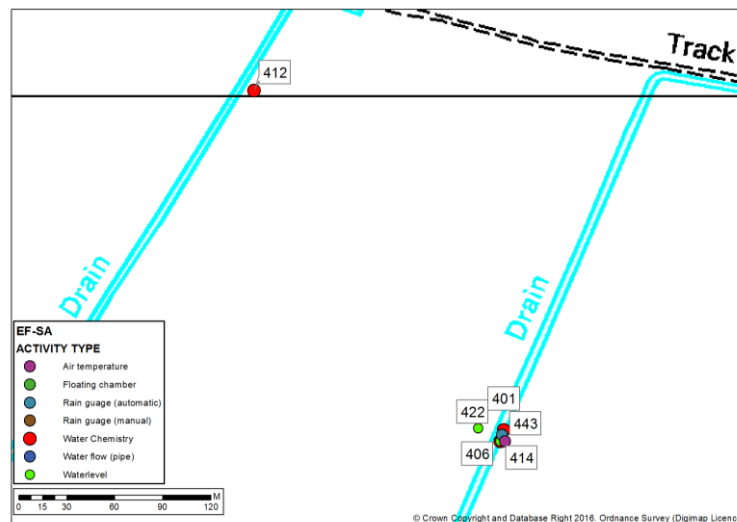 Track
412
Drain
Drain
401
422
443
406
414
EF-SA
ACTIVITY TYPE
Air temperature
Floating chamber
Rain guage (automatic)
Rain guage (manual)
Water Chemistry
Water flow (pipe)
Waterlevel
M
0 15 30 60 90 120
© Crown Copyright and Database Right 2016. Ordnance Survey (Digimap Licenc